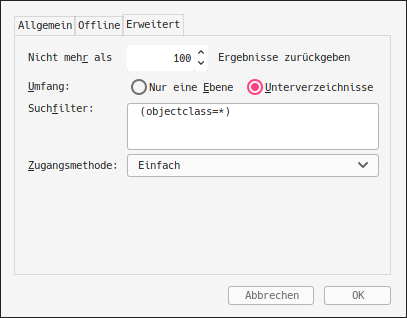 Allgemein Offline Erweitert
Nicht mehr als 100 Ergebnisse zurückgeben
Umfang: Nur eine Ebene Unterverzeichnisse
Suchfilter: (objectclass=*)
Zugangsmethode: Einfach
Abbrechen OK